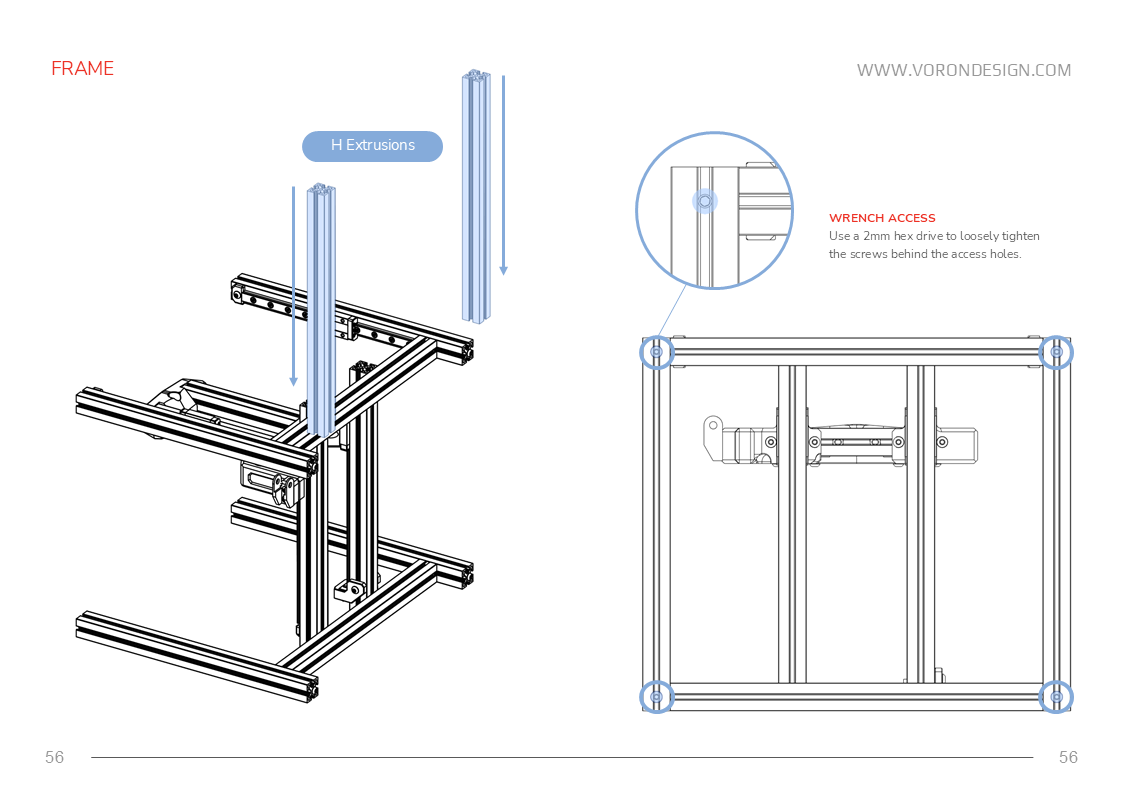 FRAME
WWW.VORONDESIGN.COM
H Extrusions
WRENCH ACCESS
Use a 2mm hex drive to loosely tighten
the screws behind the access holes.
56
56